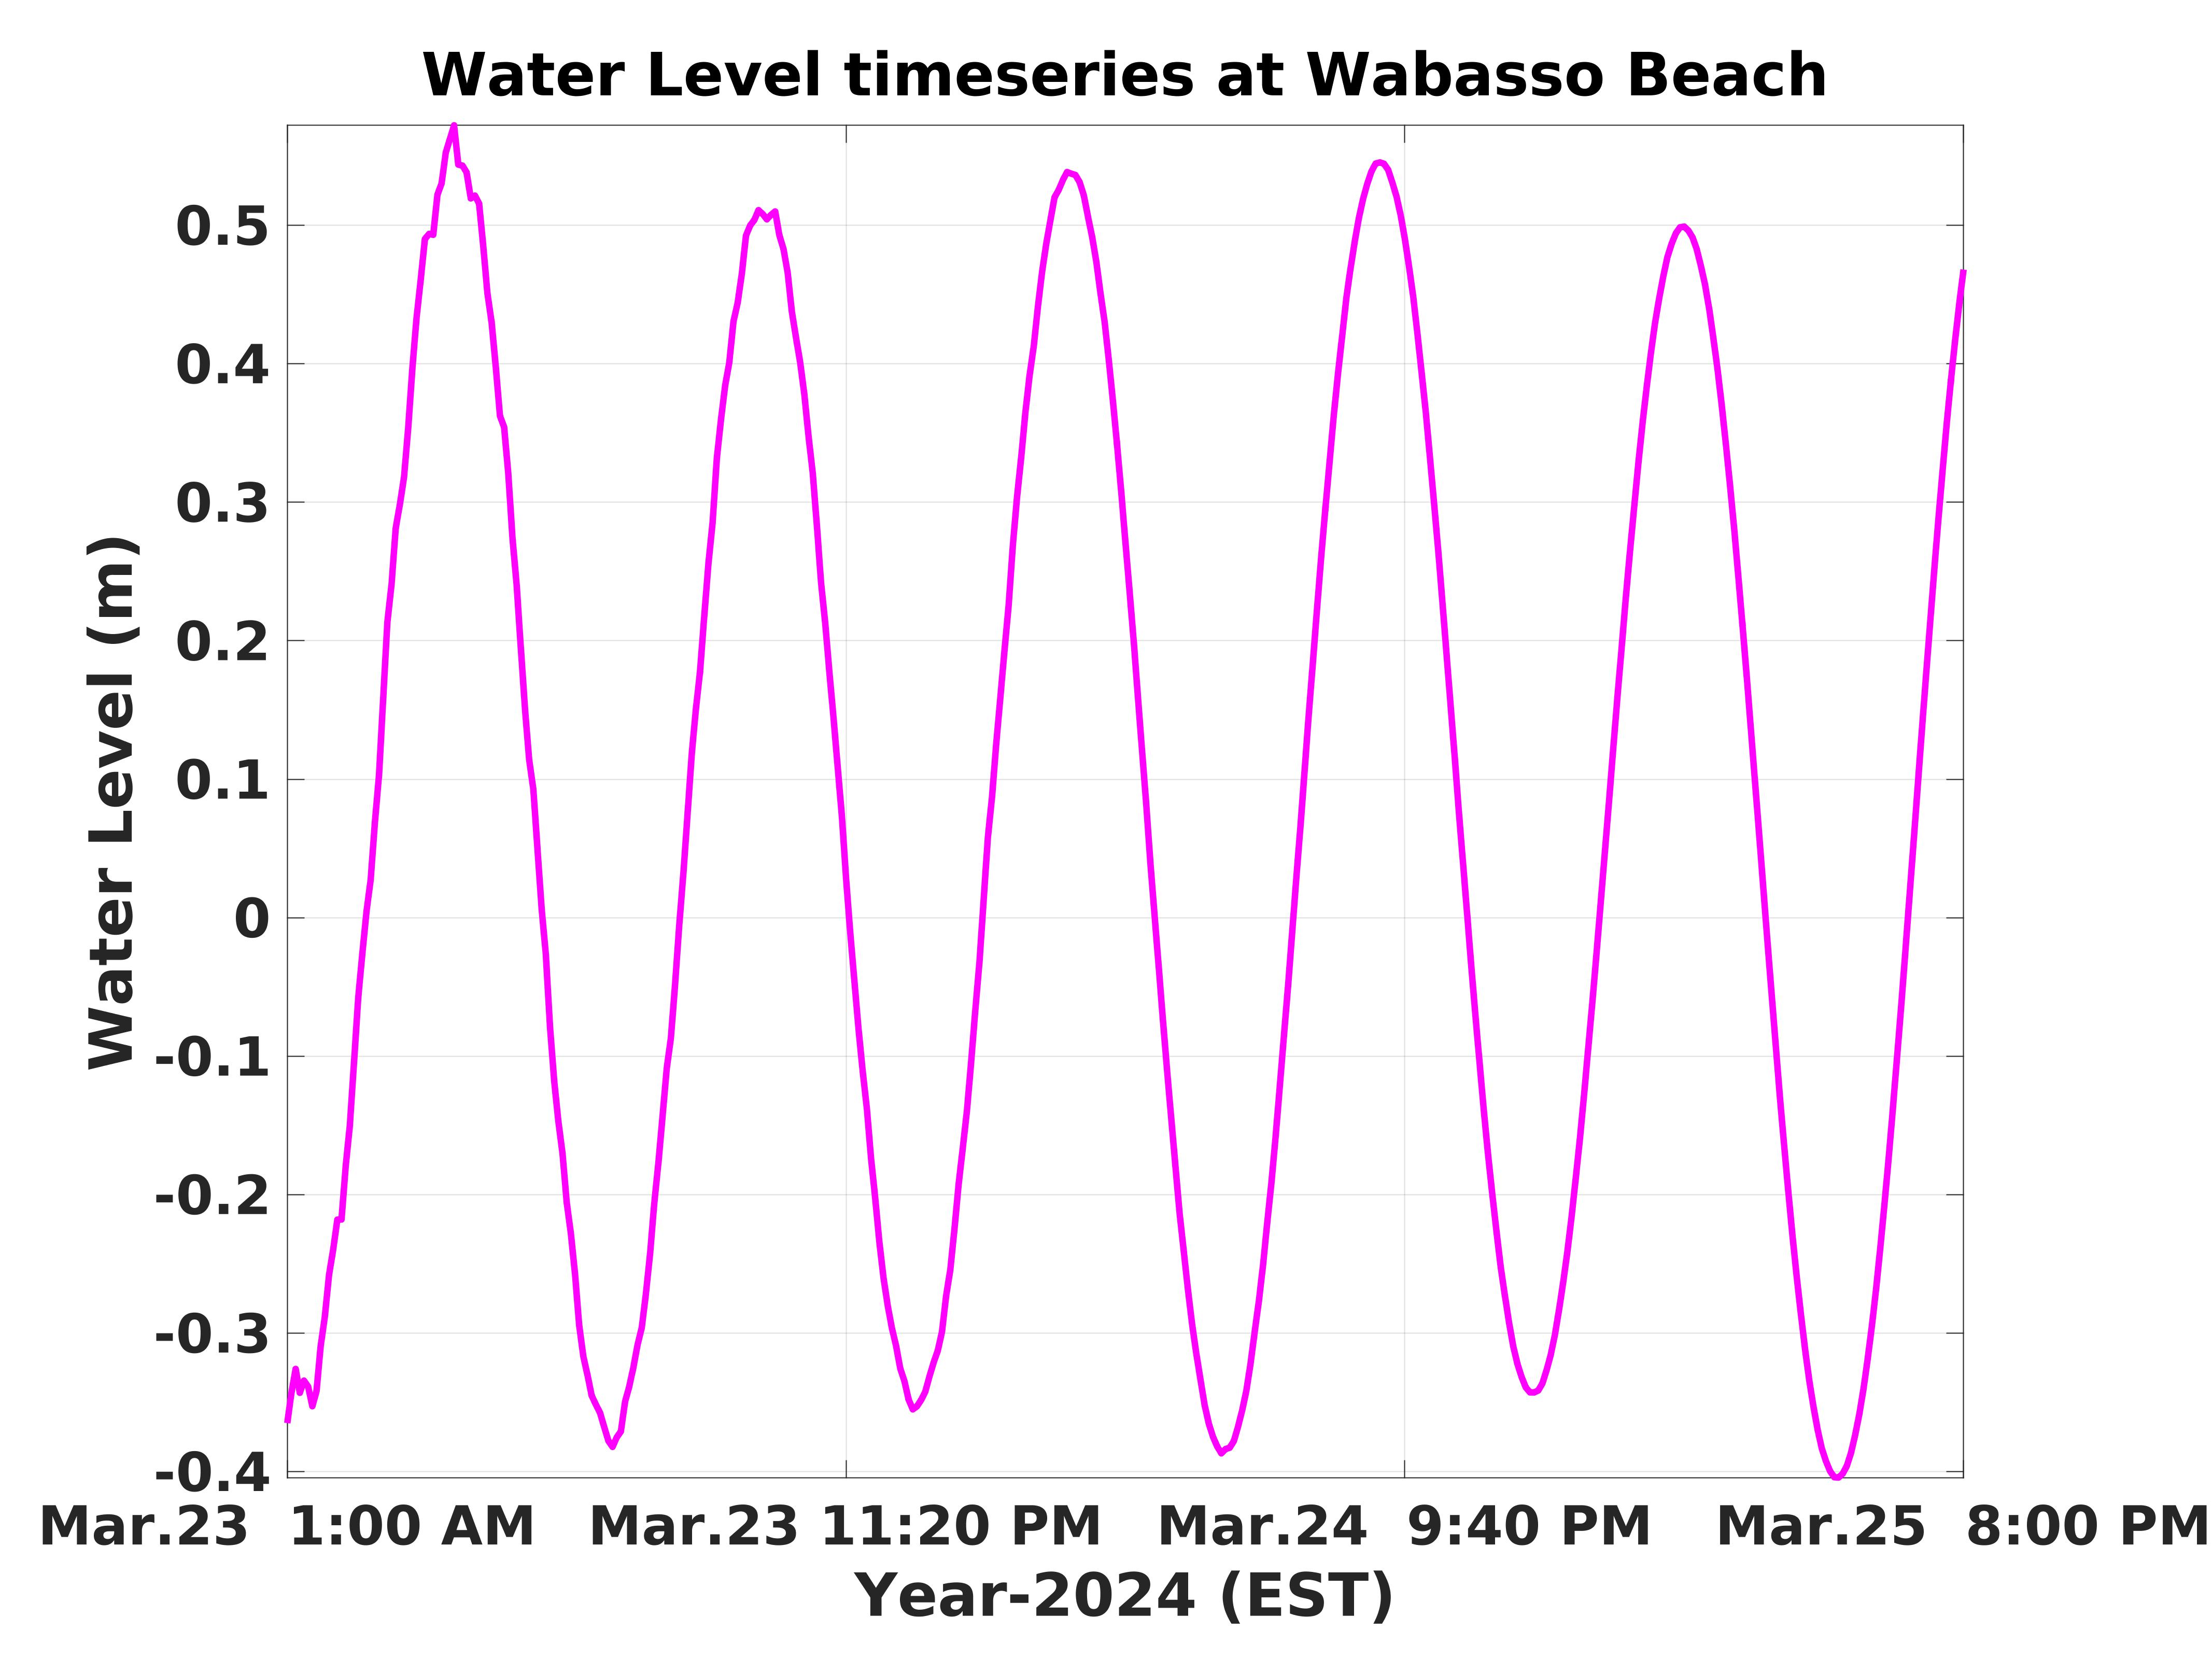 Water Level timeseries at Wabasso Beach
Water Level (m)
0.5
0.4
0.3
0.2
0.1
0
-0.1
-0.2
-0.3
-0.4
Mar.23 1:00 AM Mar.23 11:20 PM Mar.24 9:40 PM Mar.25 8:00 PM
Year-2024 (EST)